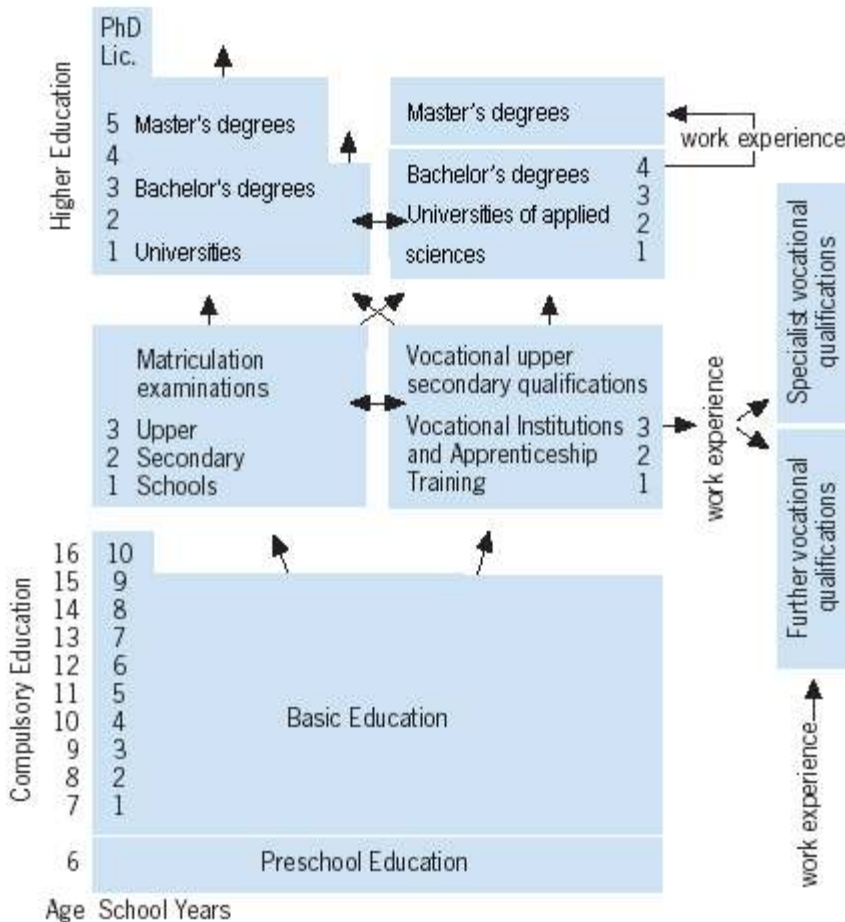 Higher Education
PhD
Lic.
5 Master's degrees
4
3 Bachelor's degrees
2
1 Universities
Master's degrees
work experience
Bachelor's degrees 4
3
Universities of applied 2
sciences 1
Matriculation
examinations
3 Upper
2 Secondary
1 Schools
Vocational upper
secondary qualifications
Vocational Institutions 3
and Apprenticeship 2
Training 1
work experience
Specialist vocational
qualifications
Further vocational
qualifications
work experience
Compulsory Education
16 10
15 9
14 8
13 7
12 6
11 5
10 4
9 3
8 2
7 1
Basic Education
6 Preschool Education
Age School Years